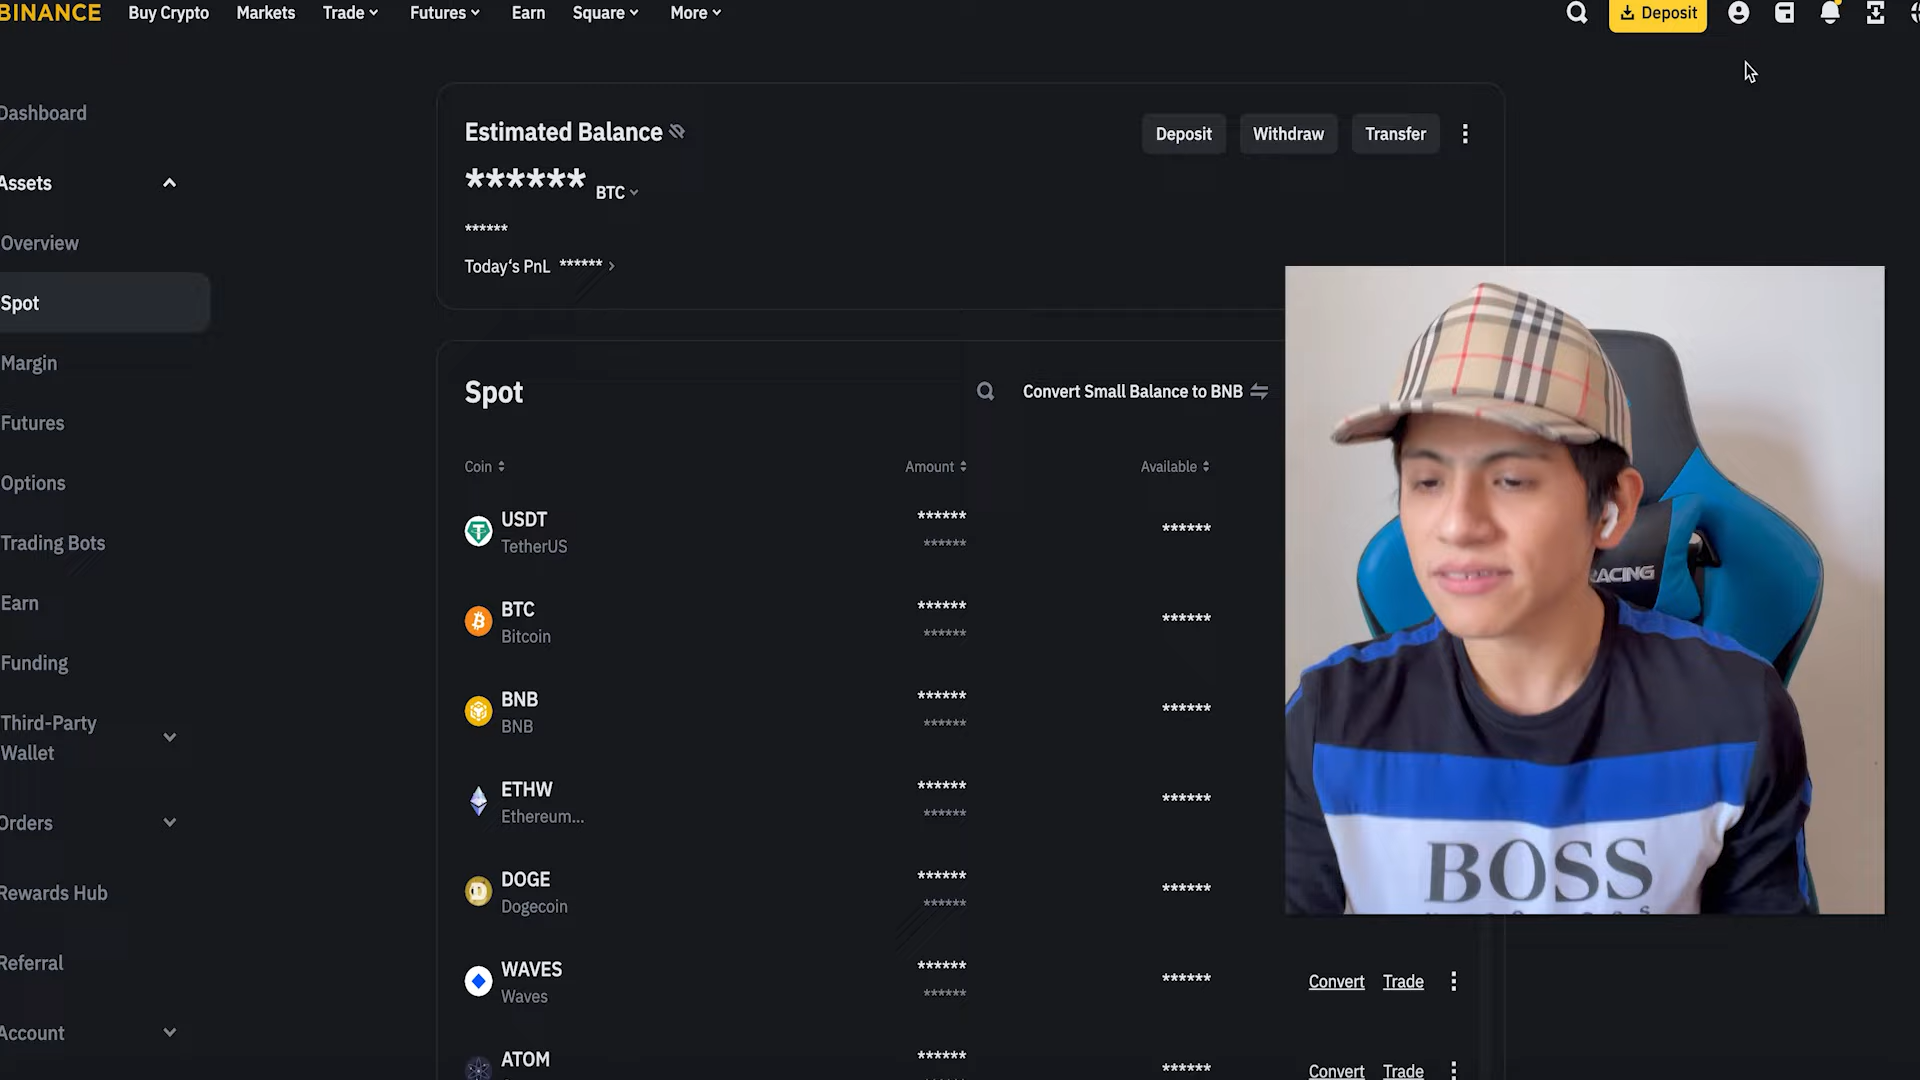 BINANCE Buy Crypto Markets Trade Futures Earn Square More Deposit
Dashboard
Assets
Overview
Spot
Margin
Futures
Options
Trading Bots
Earn
Funding
Third-Party
Wallet
Orders
Rewards Hub
Referral
Account
Estimated Balance Deposit Withdraw Transfer
****** BTC
******
Today's PnL ******
Spot Convert Small Balance to BNB
Coin Amount Available
USDT ****** ******
TetherUS ******
BTC ****** ******
Bitcoin ******
BNB ****** ******
BNB ******
ETHW ****** ******
Ethereum... ******
DOGE ****** ******
Dogecoin ******
WAVES ****** ****** Convert Trade
Waves ******
ATOM ****** ****** Convert Trade
RACING
BOSS